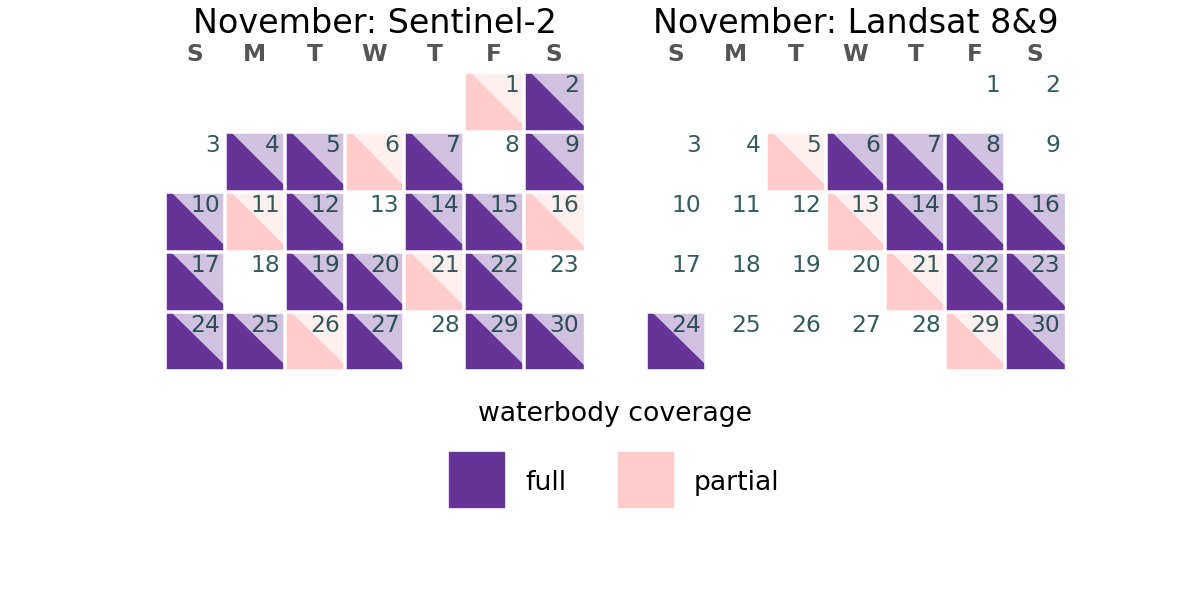 November: Sentinel-2
S M T W T F S
1 2
3 4 5 6 7 8 9
10 11 12 13 14 15 16
17 18 19 20 21 22 23
24 25 26 27 28 29 30
November: Landsat 8&9
S M T W T F S
1 2
3 4 5 6 7 8 9
10 11 12 13 14 15 16
17 18 19 20 21 22 23
24 25 26 27 28 29 30
waterbody coverage
full partial